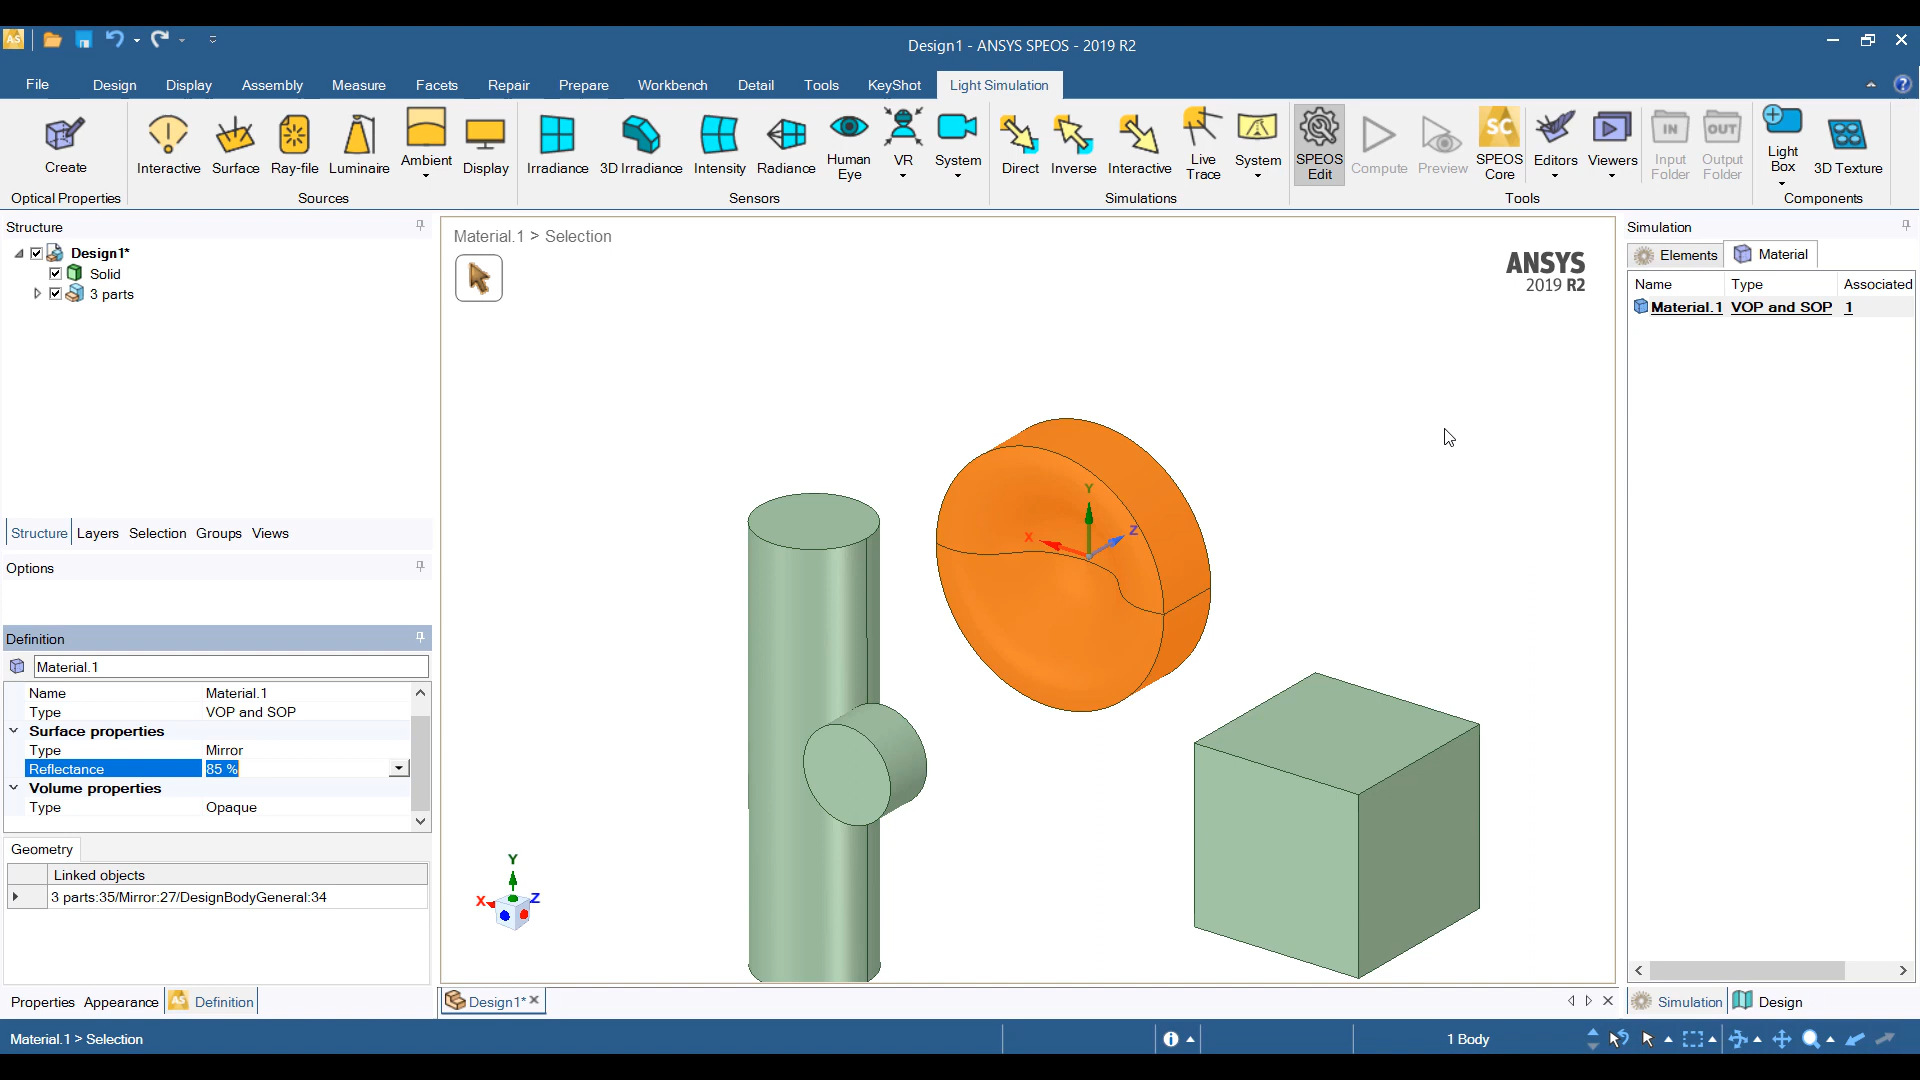 AS
Design1 - ANSYS SPEOS - 2019 R2
File Design Display Assembly Measure Facets Repair Prepare Workbench Detail Tools KeyShot Light Simulation
Create
Interactive Surface Ray-file Luminaire Ambient Display
Irradiance 3D Irradiance Intensity Radiance Human Eye VR System
Direct Inverse Interactive Live Trace System
SPEOS Edit Compute Preview SC SPEOS Core Editors Viewers IN Input Folder OUT Output Folder
Light Box 3D Texture
Optical Properties Sources Sensors Simulations Tools Components
Structure
Design1*
Solid
3 parts
Structure Layers Selection Groups Views
Options
Definition
Material.1
Name Material.1
Type VOP and SOP
Surface properties
Type Mirror
Reflectance 85 %
Volume properties
Type Opaque
Geometry
Linked objects
3 parts:35/Mirror:27/DesignBodyGeneral:34
Properties Appearance AS Definition
Material.1 > Selection
ANSYS
2019 R2
Y
X
Z
Y
X
Z
Design1*
Simulation
Elements Material
Name Type Associated
Material.1 VOP and SOP 1
Simulation Design
Material.1 > Selection
1 Body